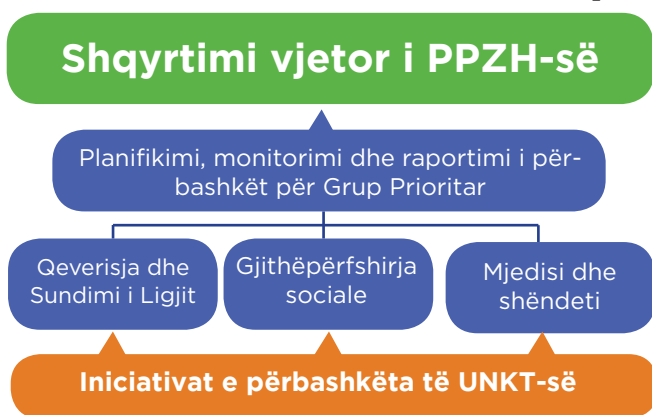 Shqyrtimi vjetor i PPZH-së
Planifikimi, monitorimi dhe raportimi i për-
bashkët për Grup Prioritar
Qeverisja dhe
Sundimi i Ligjit
Gjithëpërfshirja
sociale
Mjedisi dhe
shëndeti
Iniciativat e përbashkëta të UNKT-së